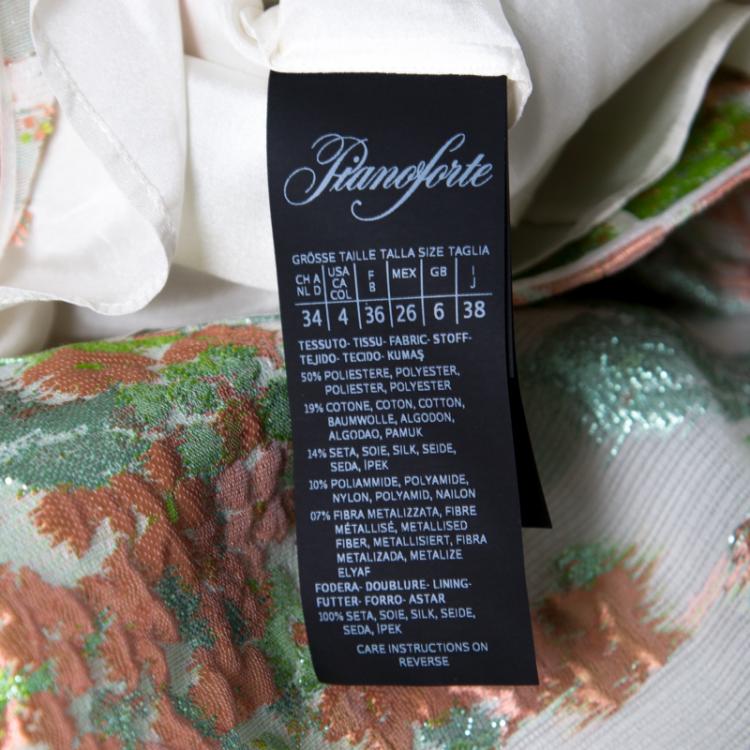 Pianoforte
GRÖSSE TAILLE TALLA SIZE TAGLIA
CH A NL D | USA CA COL | F B | MEX | GB | I J
34 | 4 | 36 | 26 | 6 | 38
TESSUTO- TISSU- FABRIC- STOFF-
TEJIDO- TECIDO- KUMAŞ
50% POLIESTERE, POLYESTER,
POLIESTER, POLYESTER
19% COTONE, COTON, COTTON,
BAUMWOLLE, ALGODON,
ALGODAO, PAMUK
14% SETA, SOIE, SILK, SEIDE,
SEDA, İPEK
10% POLIAMMIDE, POLYAMIDE,
NYLON, POLYAMID, NAILON
07% FIBRA METALIZZATA, FIBRE
MÉTALLISÉ, METALLISED
FIBER, METALLISIERT, FIBRA
METALIZADA, METALIZE
ELYAF
FODERA- DOUBLURE- LINING-
FUTTER- FORRO- ASTAR
100% SETA, SOIE, SILK, SEIDE,
SEDA, İPEK
CARE INSTRUCTIONS ON
REVERSE